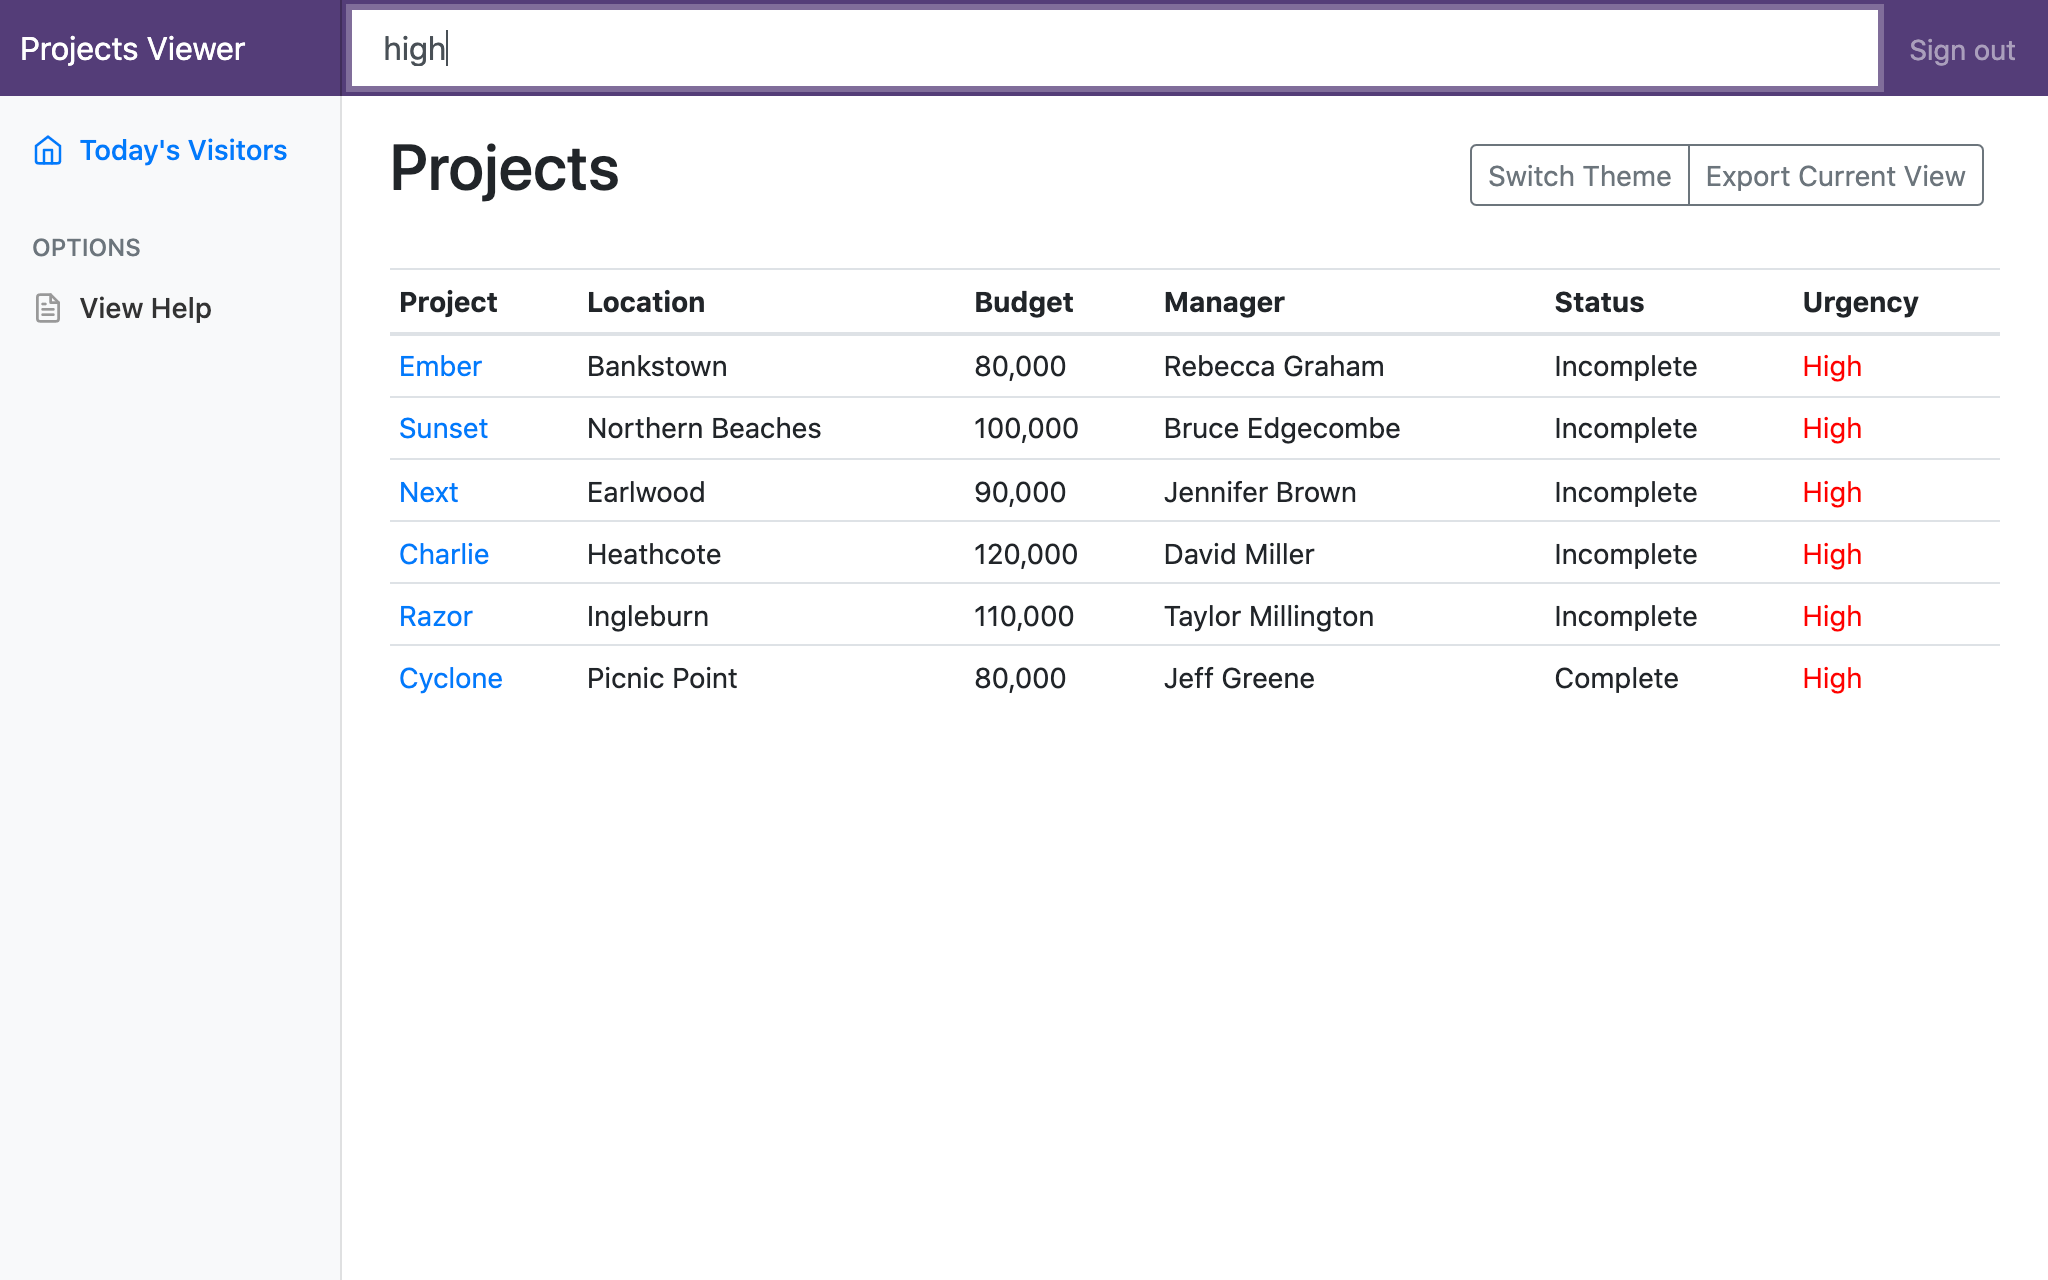 Projects Viewer high Sign out
Today's Visitors
OPTIONS
View Help
Projects
Switch Theme Export Current View
Project Location Budget Manager Status Urgency
Ember Bankstown 80,000 Rebecca Graham Incomplete High
Sunset Northern Beaches 100,000 Bruce Edgecombe Incomplete High
Next Earlwood 90,000 Jennifer Brown Incomplete High
Charlie Heathcote 120,000 David Miller Incomplete High
Razor Ingleburn 110,000 Taylor Millington Incomplete High
Cyclone Picnic Point 80,000 Jeff Greene Complete High